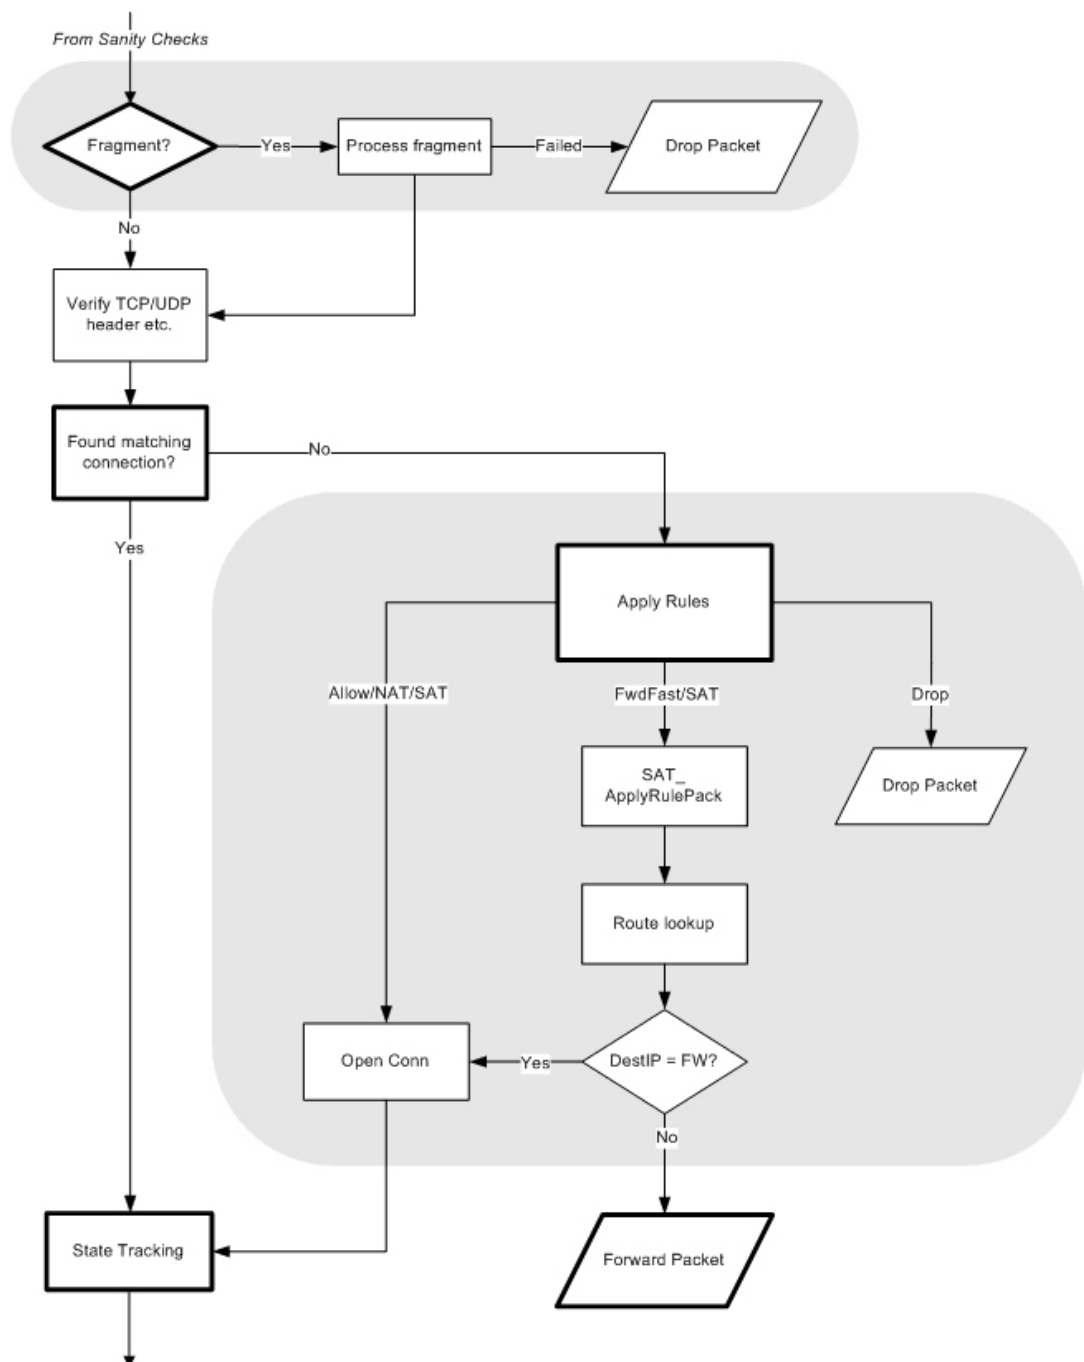 From Sanity Checks
Fragment?
Yes
Process fragment
Failed
Drop Packet
No
Verify TCP/UDP
header etc.
Found matching
connection?
No
Yes
Apply Rules
Allow/NAT/SAT
FwdFast/SAT
Drop
SAT_
ApplyRulePack
Drop Packet
Route lookup
Open Conn
Yes
DestIP = FW?
No
State Tracking
Forward Packet